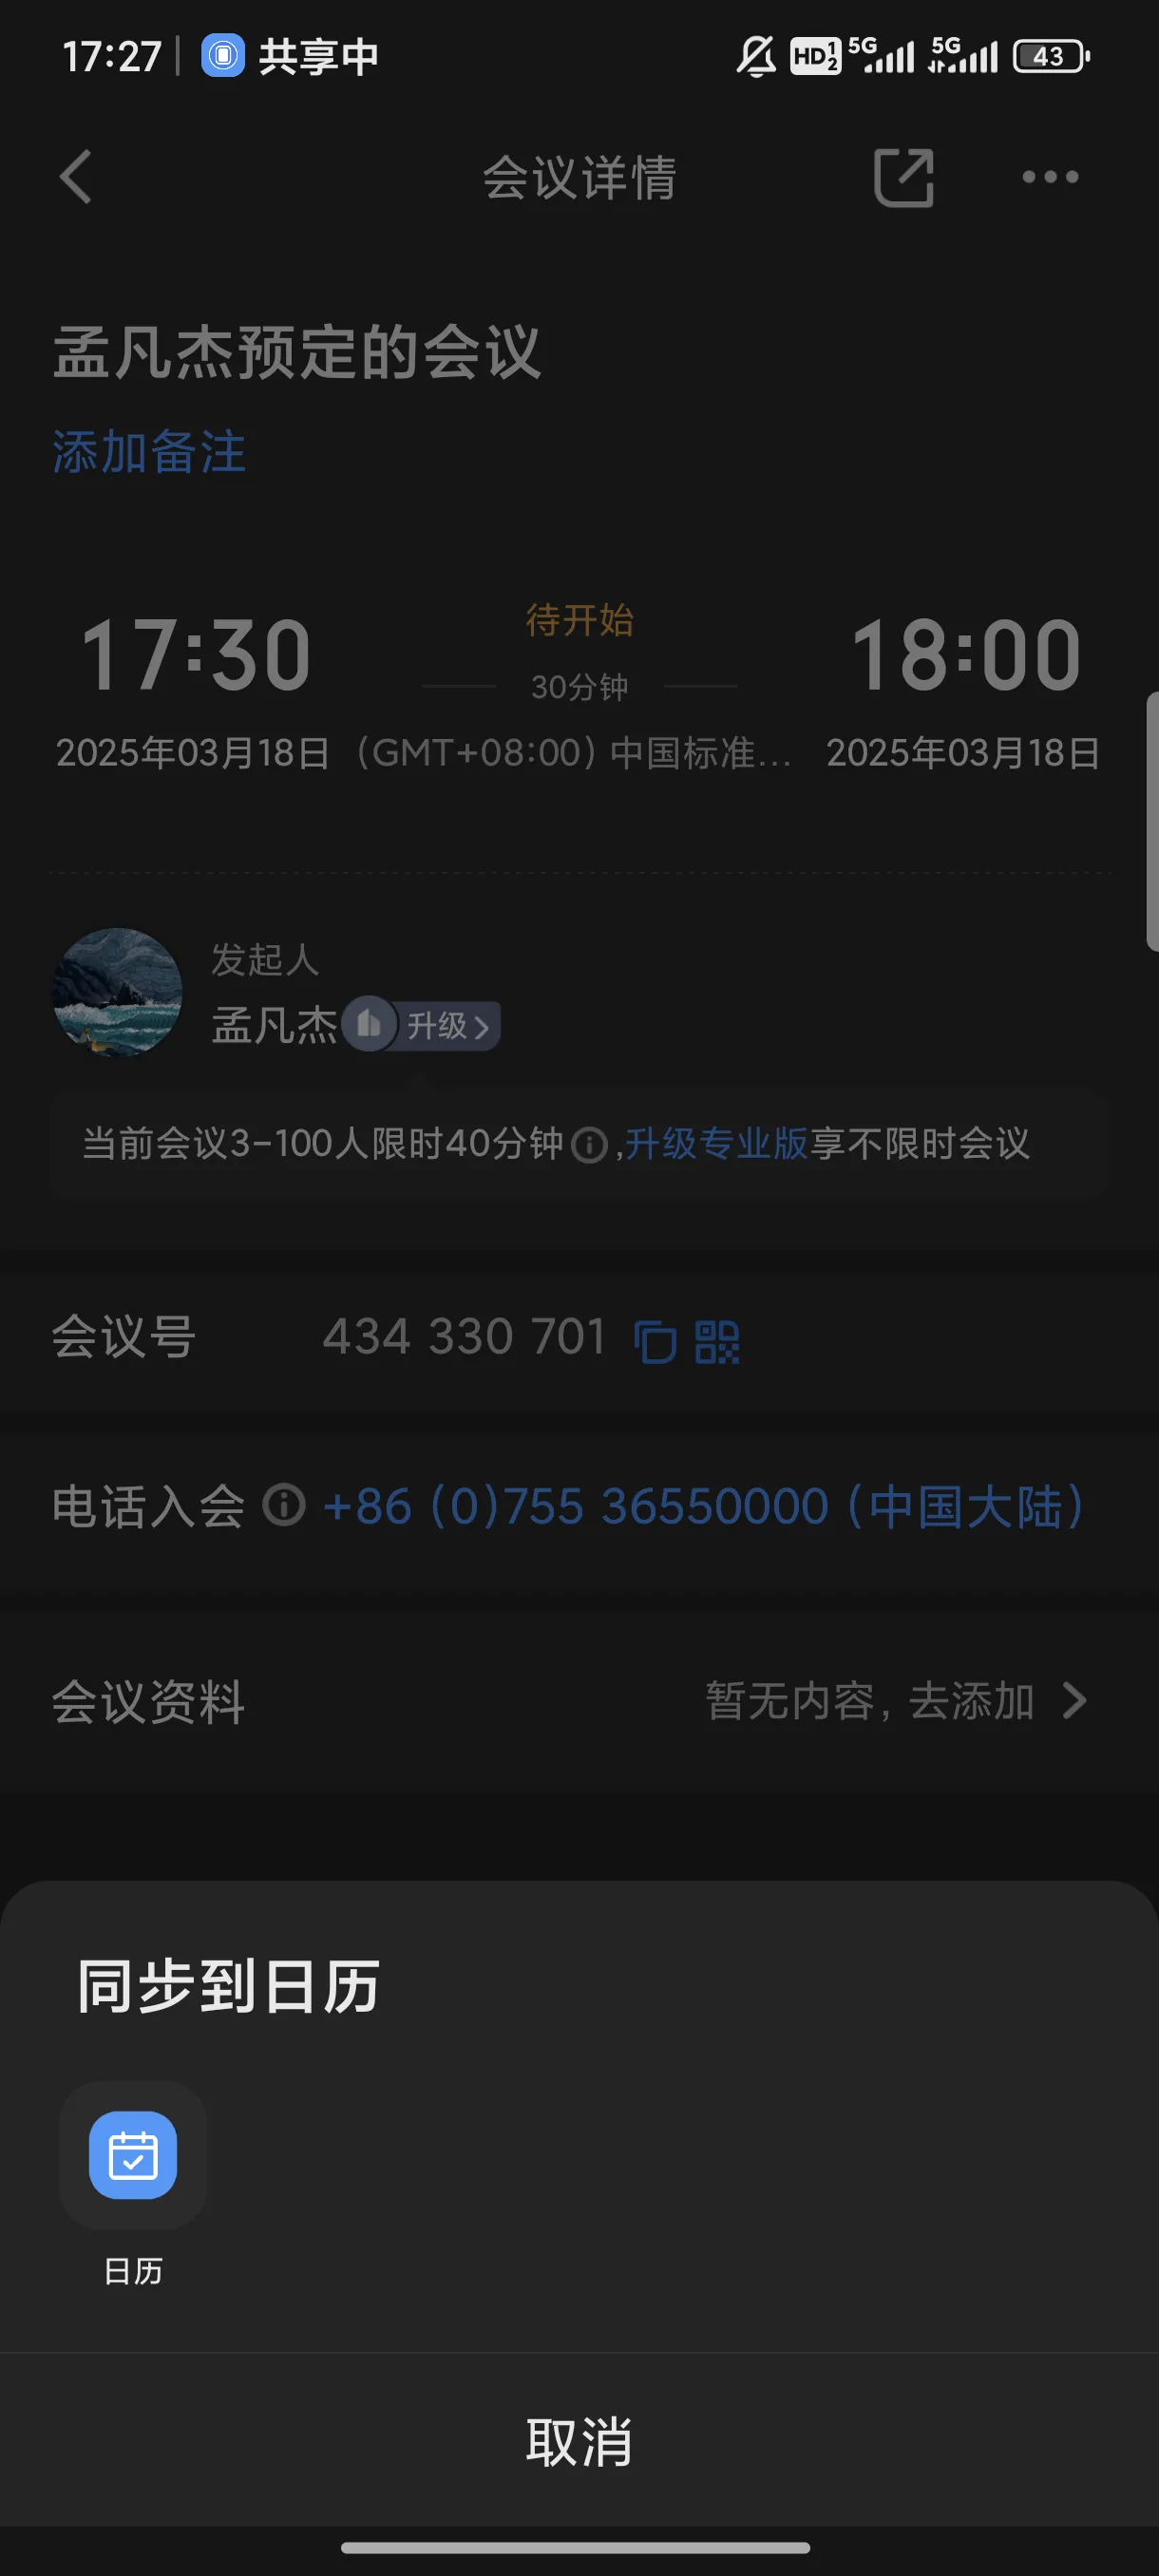 17:27 共享中 HD 1 2 5G 5G 43
会议详情
孟凡杰预定的会议
添加备注
17:30 待开始 18:00
30分钟
2025年03月18日 (GMT+08:00) 中国标准... 2025年03月18日
发起人
孟凡杰 升级
当前会议3-100人限时40分钟 ,升级专业版享不限时会议
会议号 434 330 701
电话入会 +86 (0)755 36550000 (中国大陆)
会议资料 暂无内容, 去添加
同步到日历
日历
取消